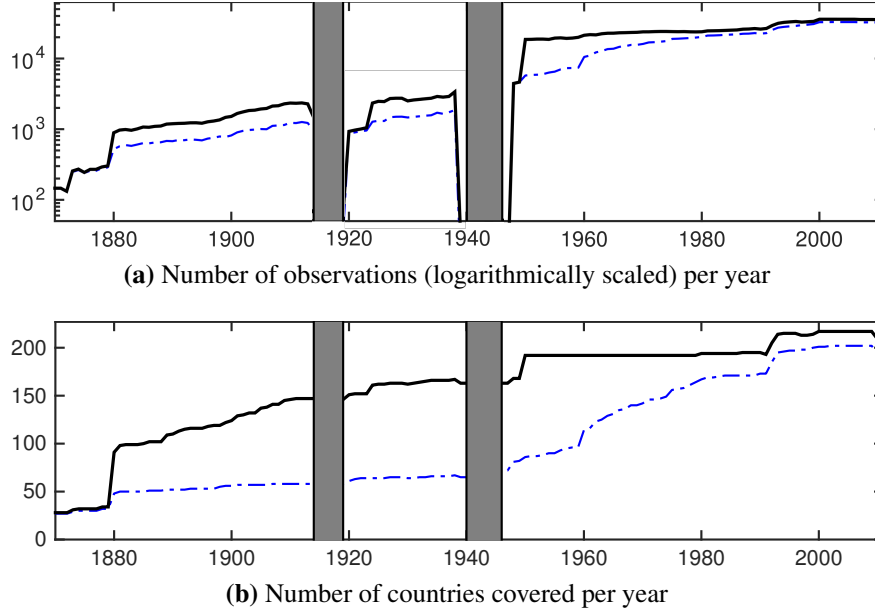 10^4
10^3
10^2
1880 1900 1920 1940 1960 1980 2000
(a) Number of observations (logarithmically scaled) per year
200
150
100
50
0
1880 1900 1920 1940 1960 1980 2000
(b) Number of countries covered per year